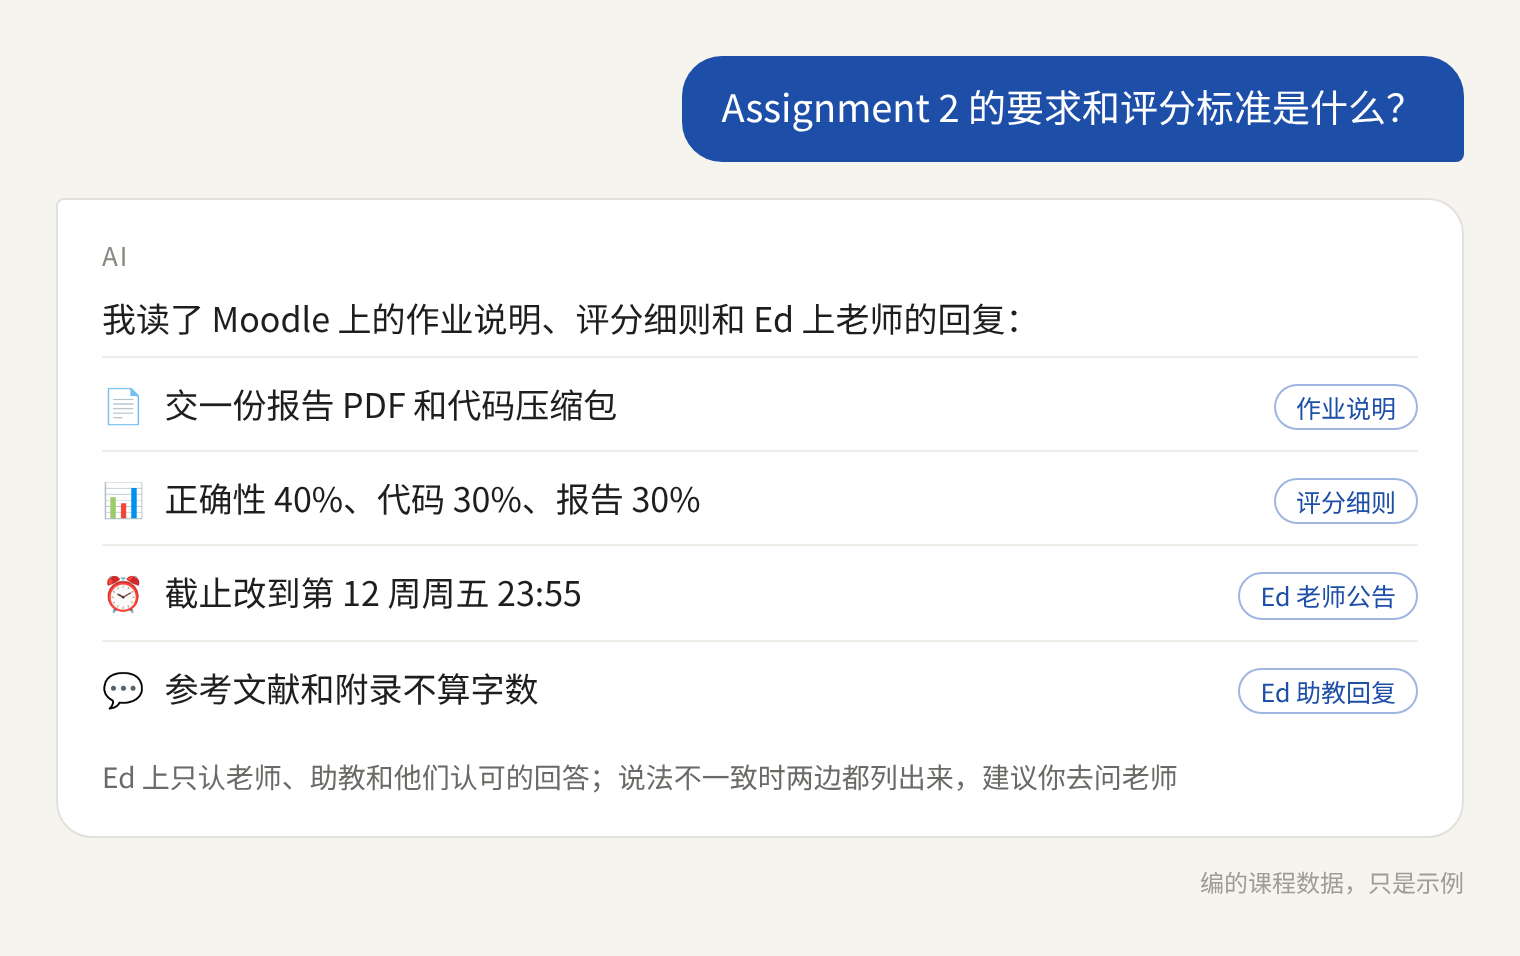 Assignment 2 的要求和评分标准是什么？
AI
我读了 Moodle 上的作业说明、评分细则和 Ed 上老师的回复：
📄 交一份报告 PDF 和代码压缩包 作业说明
📊 正确性 40%、代码 30%、报告 30% 评分细则
⏰ 截止改到第 12 周周五 23:55 Ed 老师公告
💬 参考文献和附录不算字数 Ed 助教回复
Ed 上只认老师、助教和他们认可的回答；说法不一致时两边都列出来，建议你去问老师
编的课程数据，只是示例